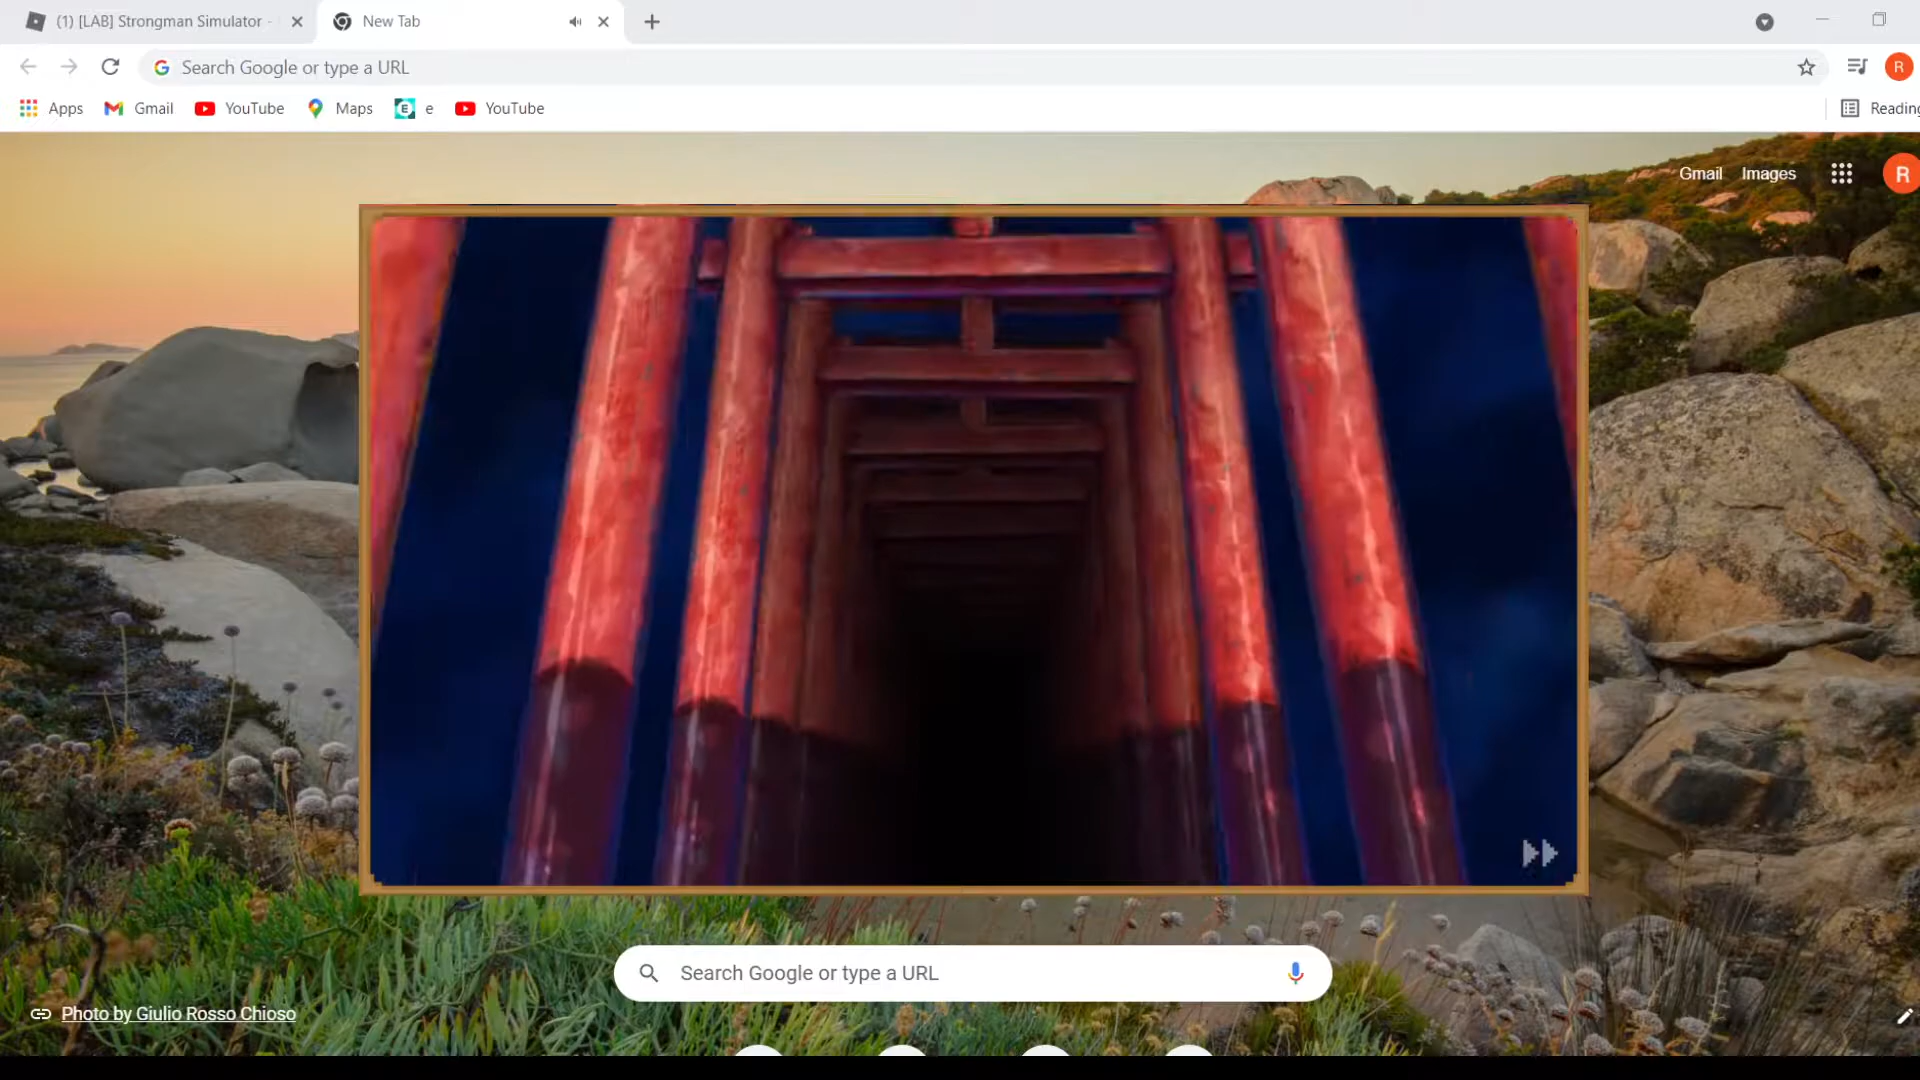 (1) [LAB] Strongman Simulator -
New Tab
Search Google or type a URL
Apps
Gmail
YouTube
Maps
E
e
YouTube
Reading
R
Gmail
Images
R
Search Google or type a URL
Photo by Giulio Rosso Chioso